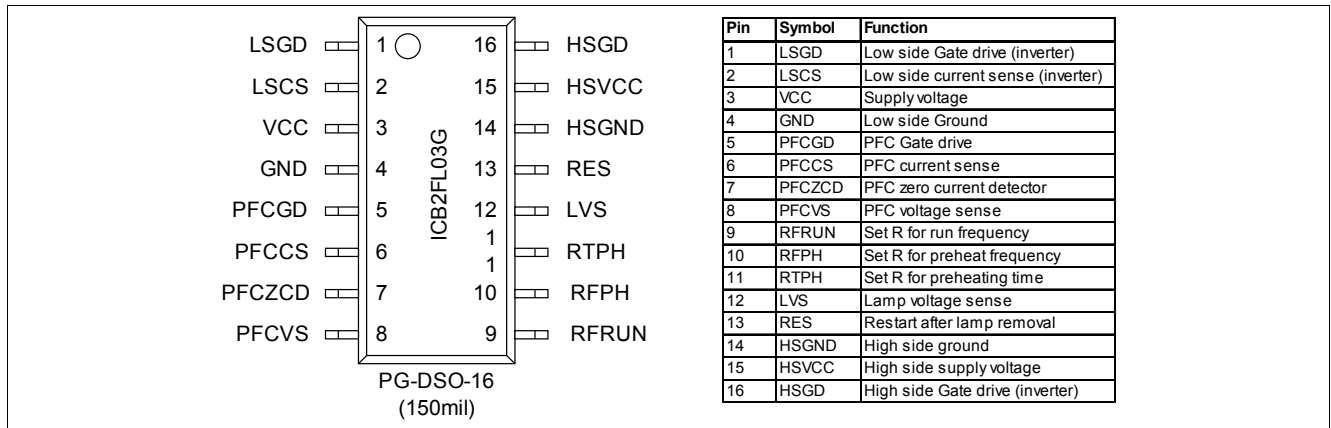 LSGD 1 16 HSGD
LSCS 2 15 HSVCC
VCC 3 14 HSGND
GND 4 13 RES
PFCGD 5 12 LVS
PFCCS 6 1 1 RTPH
PFCZCD 7 10 RFPH
PFCVS 8 9 RFRUN
ICB2FL03G
PG-DSO-16
(150mil)
Pin Symbol Function
1 LSGD Low side Gate drive (inverter)
2 LSCS Low side current sense (inverter)
3 VCC Supply voltage
4 GND Low side Ground
5 PFCGD PFC Gate drive
6 PFCCS PFC current sense
7 PFCZCD PFC zero current detector
8 PFCVS PFC voltage sense
9 RFRUN Set R for run frequency
10 RFPH Set R for preheat frequency
11 RTPH Set R for preheating time
12 LVS Lamp voltage sense
13 RES Restart after lamp removal
14 HSGND High side ground
15 HSVCC High side supply voltage
16 HSGD High side Gate drive (inverter)